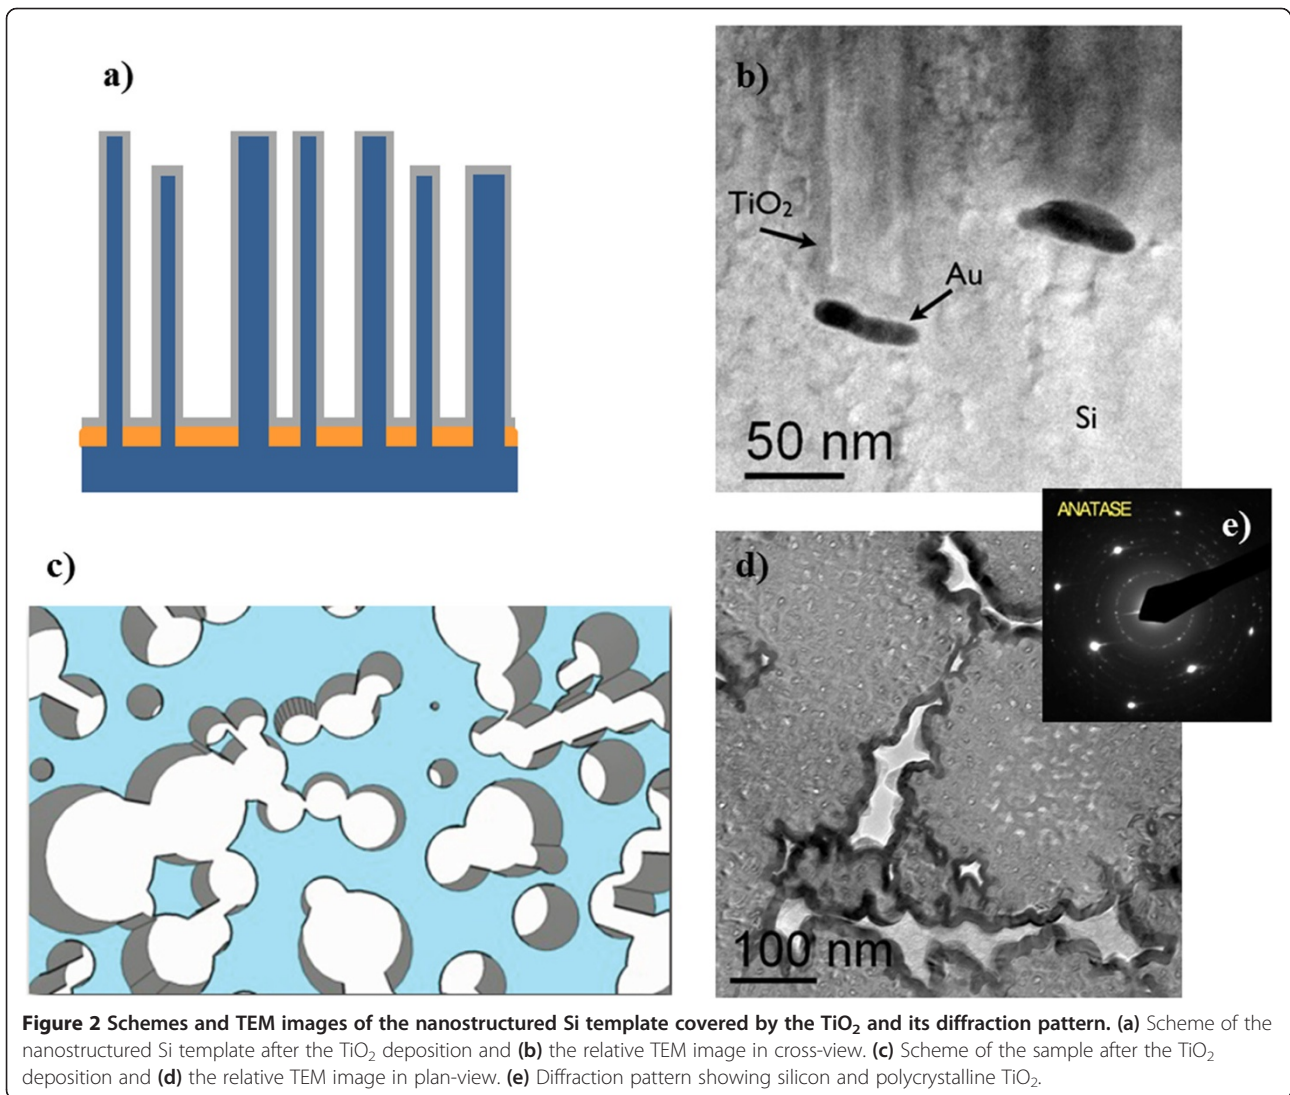 a)
b)
TiO₂
Au
Si
50 nm
c)
d)
ANATASE
e)
100 nm
Figure 2 Schemes and TEM images of the nanostructured Si template covered by the TiO₂ and its diffraction pattern. (a) Scheme of the
nanostructured Si template after the TiO₂ deposition and (b) the relative TEM image in cross-view. (c) Scheme of the sample after the TiO₂
deposition and (d) the relative TEM image in plan-view. (e) Diffraction pattern showing silicon and polycrystalline TiO₂.